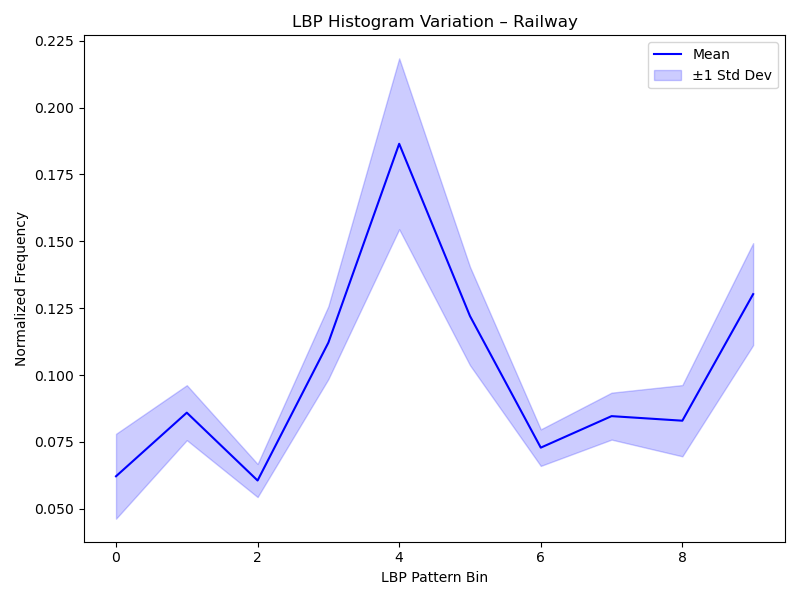 LBP Histogram Variation – Railway
0.225
0.200
0.175
0.150
0.125
0.100
0.075
0.050
Normalized Frequency
Mean
±1 Std Dev
0 2 4 6 8
LBP Pattern Bin